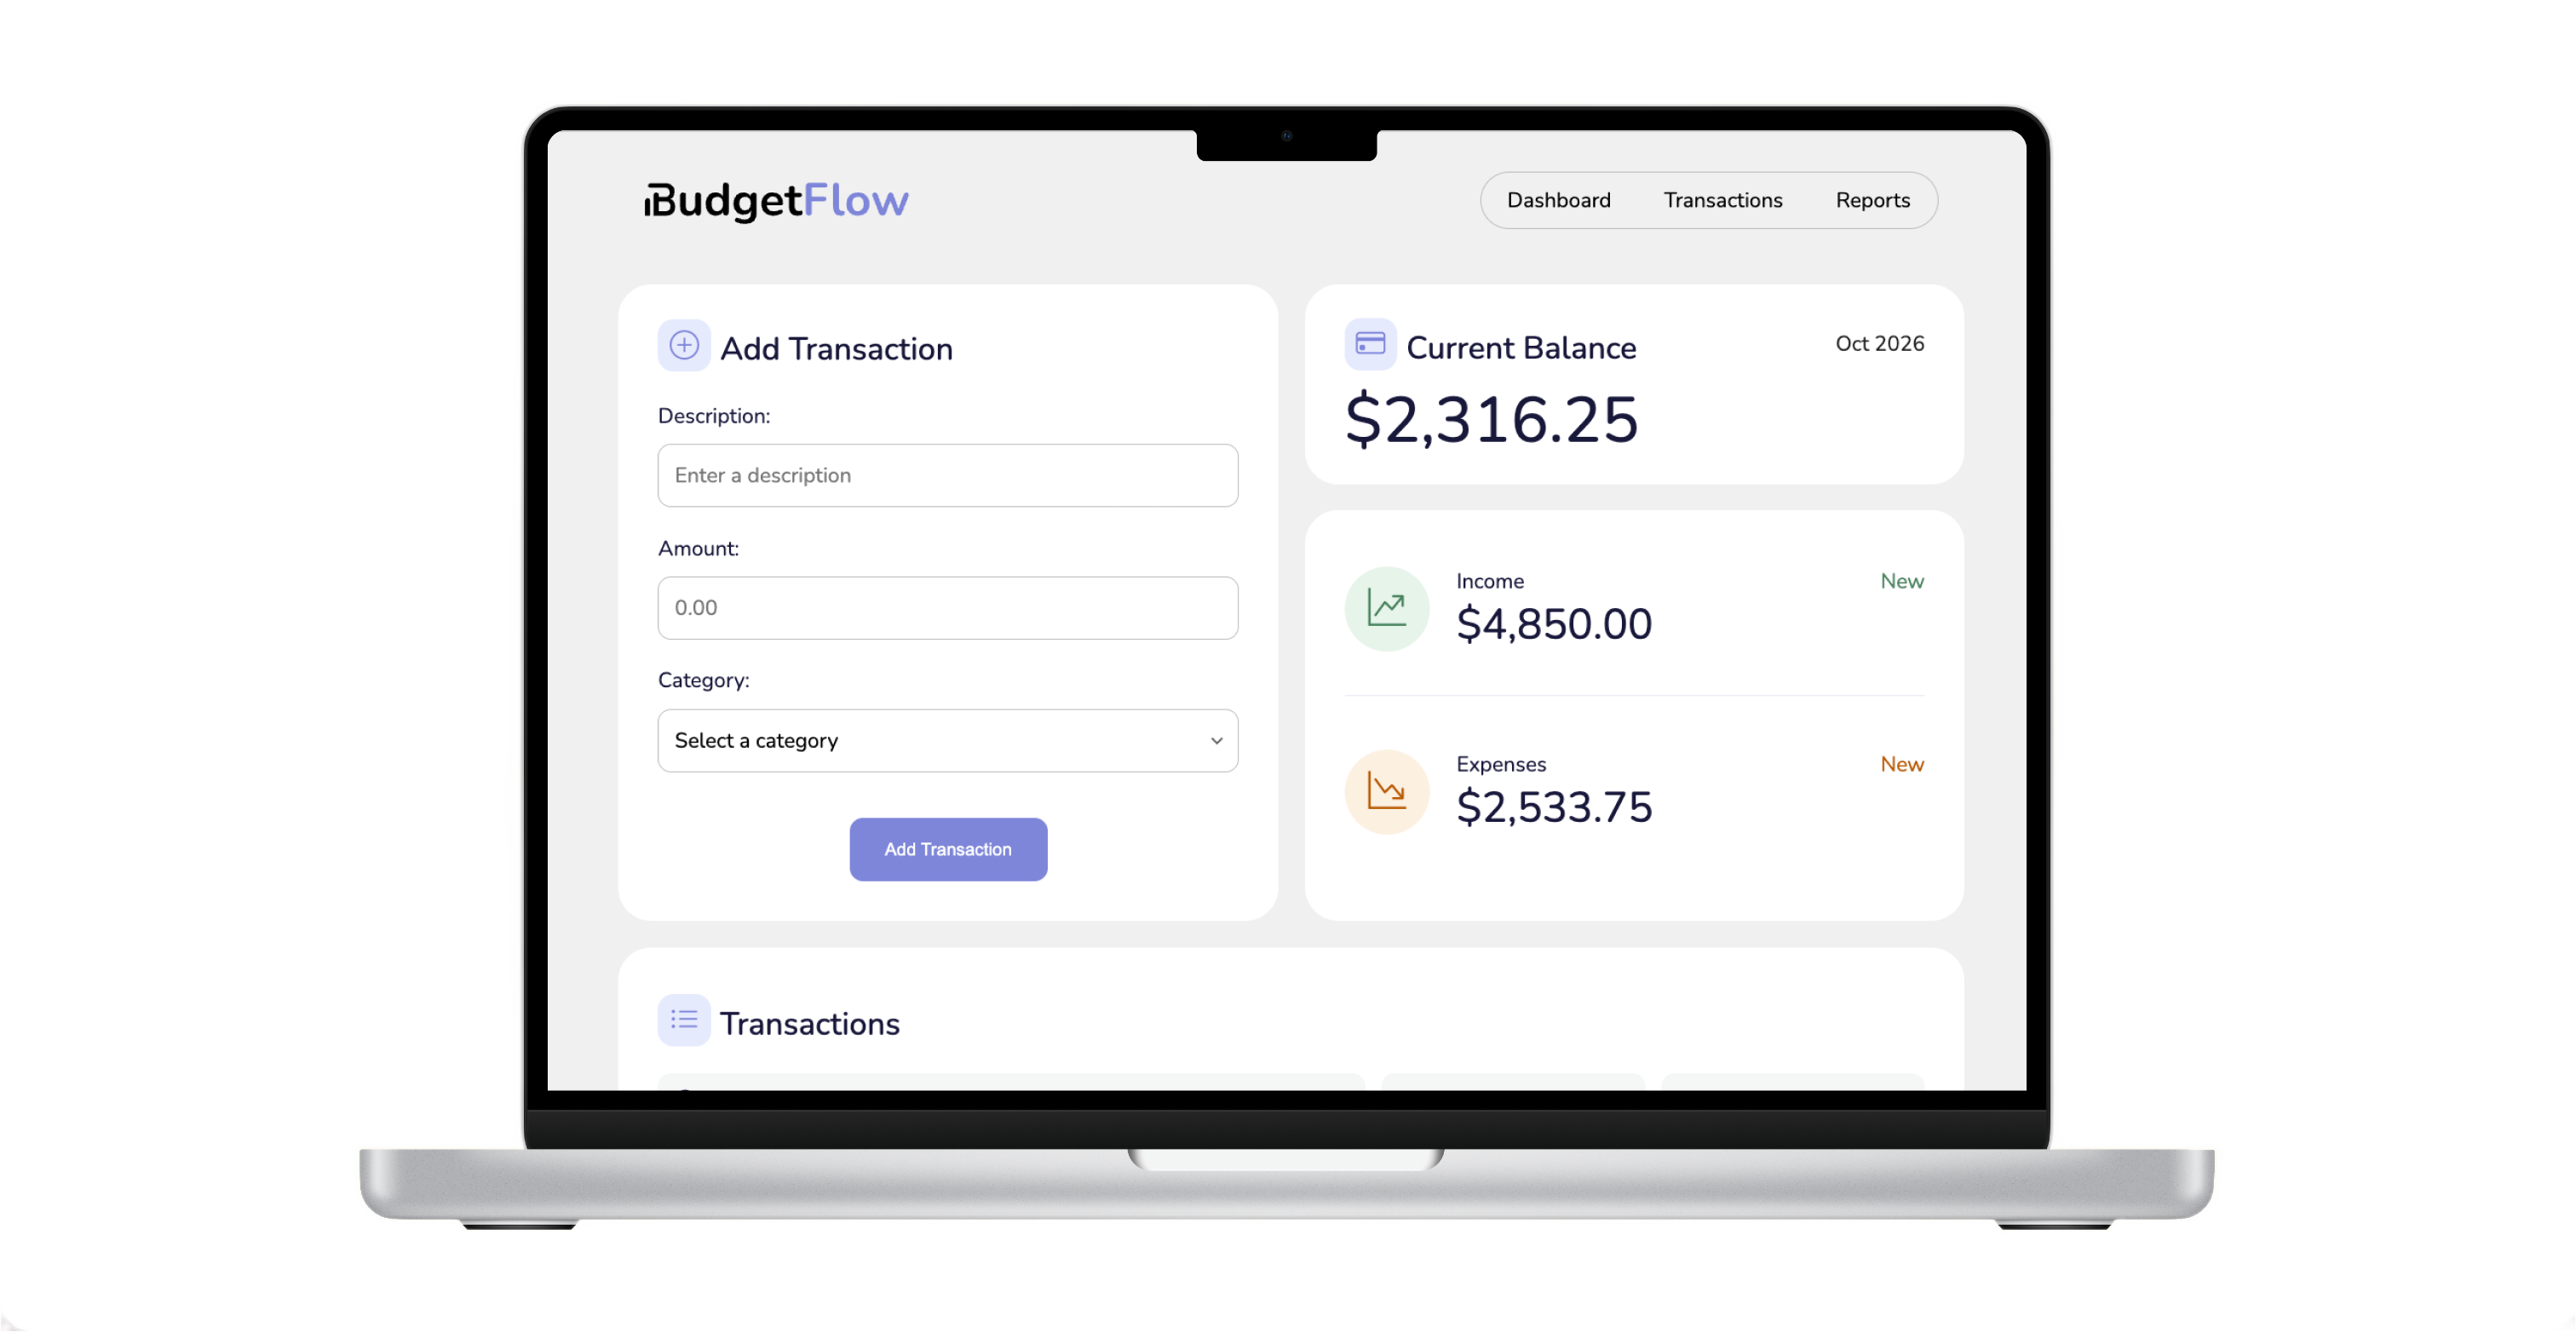 BudgetFlow
Dashboard Transactions Reports
Add Transaction
Description:
Enter a description
Amount:
0.00
Category:
Select a category
Add Transaction
Current Balance
Oct 2026
$2,316.25
Income
New
$4,850.00
Expenses
New
$2,533.75
Transactions